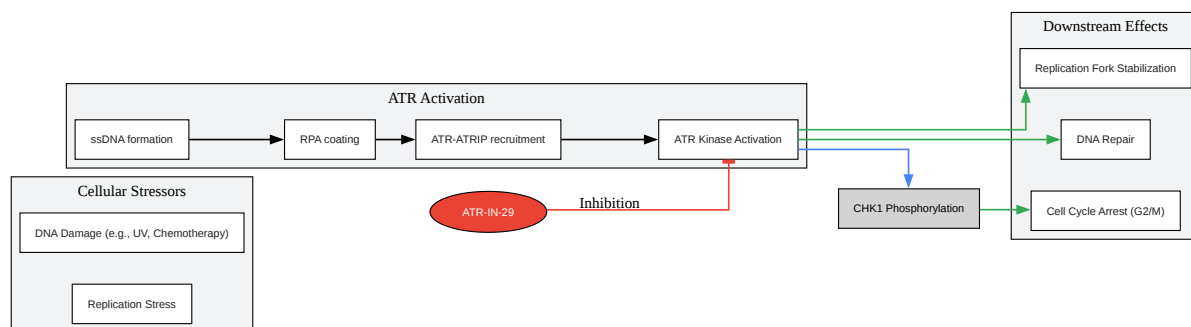 Downstream Effects
Replication Fork Stabilization
ATR Activation
ssDNA formation
RPA coating
ATR-ATRIP recruitment
ATR Kinase Activation
DNA Repair
Cellular Stressors
DNA Damage (e.g., UV, Chemotherapy)
Replication Stress
ATR-IN-29
Inhibition
CHK1 Phosphorylation
Cell Cycle Arrest (G2/M)